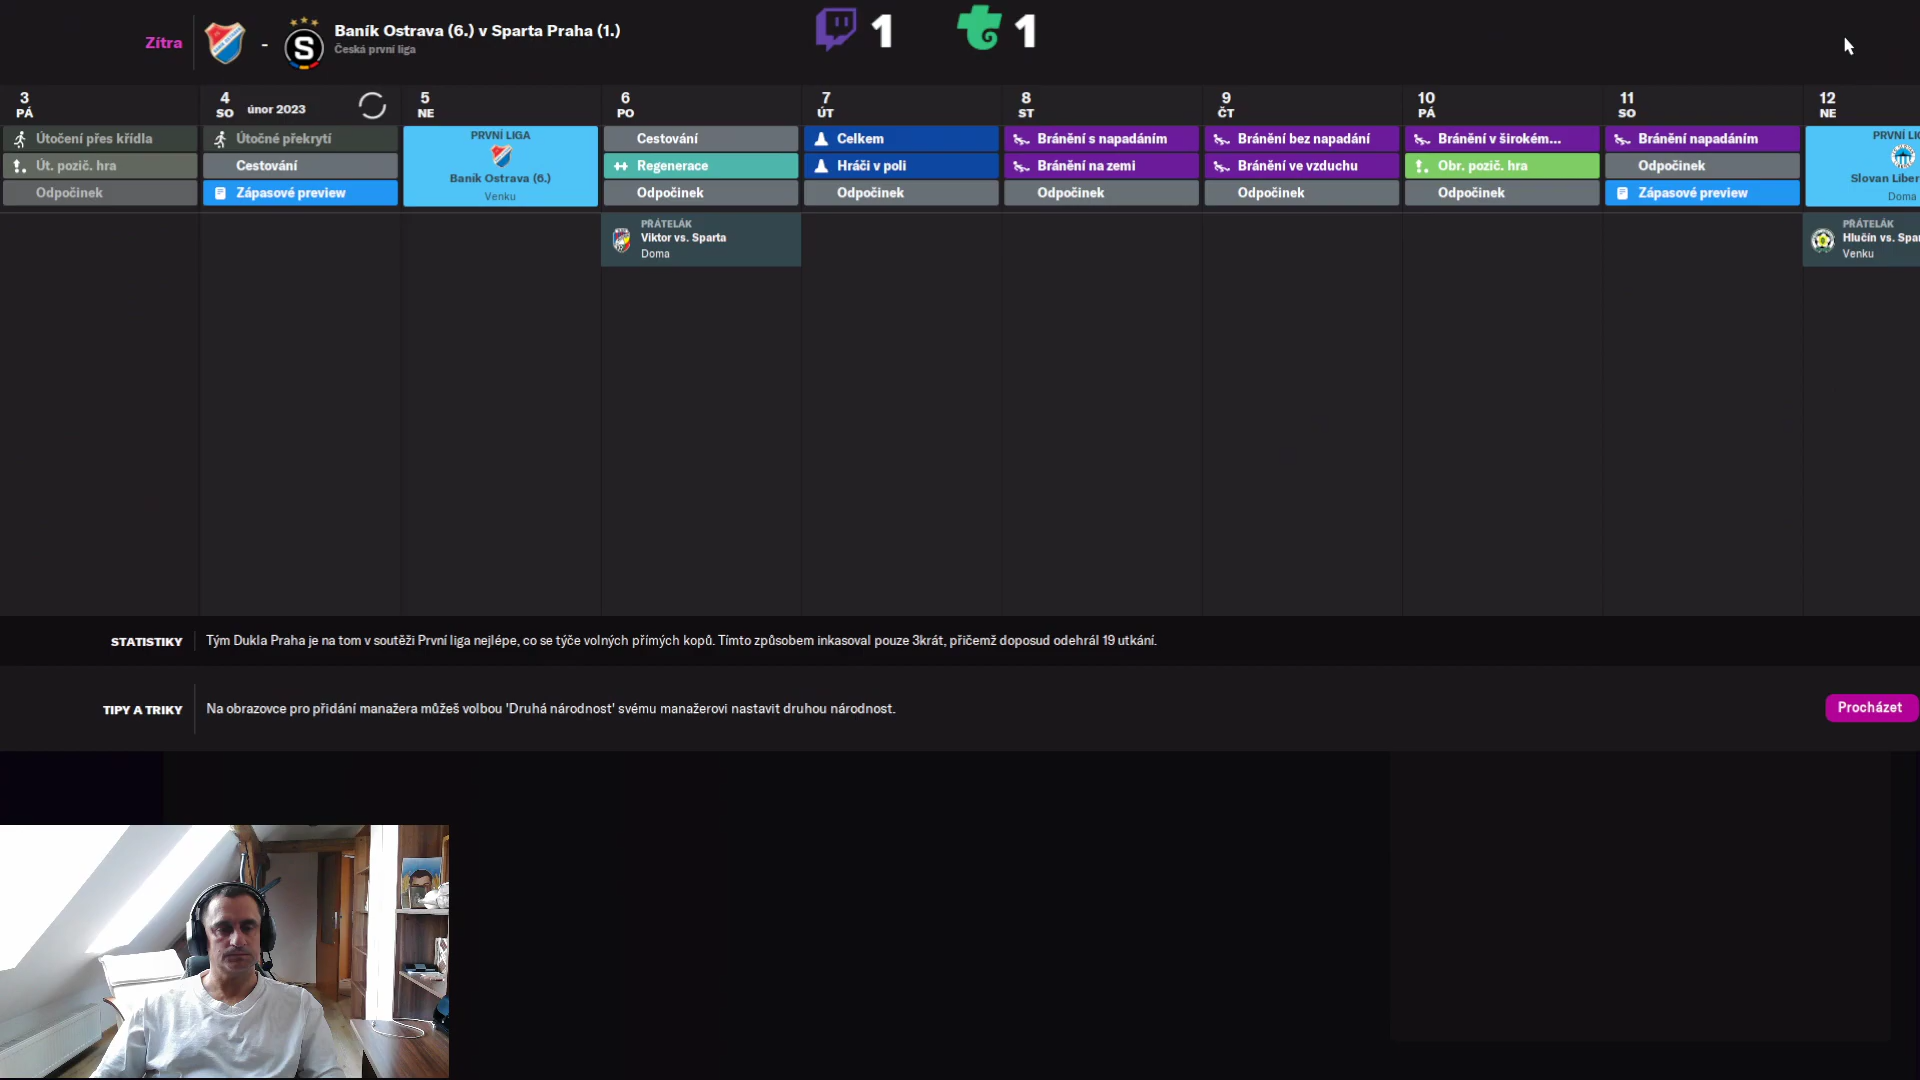 Zítra
Baník Ostrava (6.) v Sparta Praha (1.)
Česká první liga
1
1
3
PÁ
4
SO
únor 2023
5
NE
6
PO
7
ÚT
8
ST
9
ČT
10
PÁ
11
SO
12
NE
Útočení přes křídla
Út. pozič. hra
Odpočinek
Útočné překrytí
Cestování
Zápasové preview
PRVNÍ LIGA
Baník Ostrava (6.)
Venku
Cestování
Regenerace
Odpočinek
PŘÁTELÁK
Viktor vs. Sparta
Doma
Celkem
Hráči v poli
Odpočinek
Bránění s napadáním
Bránění na zemi
Odpočinek
Bránění bez napadání
Bránění ve vzduchu
Odpočinek
Bránění v širokém...
Obr. pozič. hra
Odpočinek
Bránění napadáním
Odpočinek
Zápasové preview
PRVNÍ LIG
Slovan Liber
Doma
PŘÁTELÁK
Hlučín vs. Spar
Venku
STATISTIKY
Tým Dukla Praha je na tom v soutěži První liga nejlépe, co se týče volných přímých kopů. Tímto způsobem inkasoval pouze 3krát, přičemž doposud odehrál 19 utkání.
TIPY A TRIKY
Na obrazovce pro přidání manažera můžeš volbou 'Druhá národnost' svému manažerovi nastavit druhou národnost.
Procházet